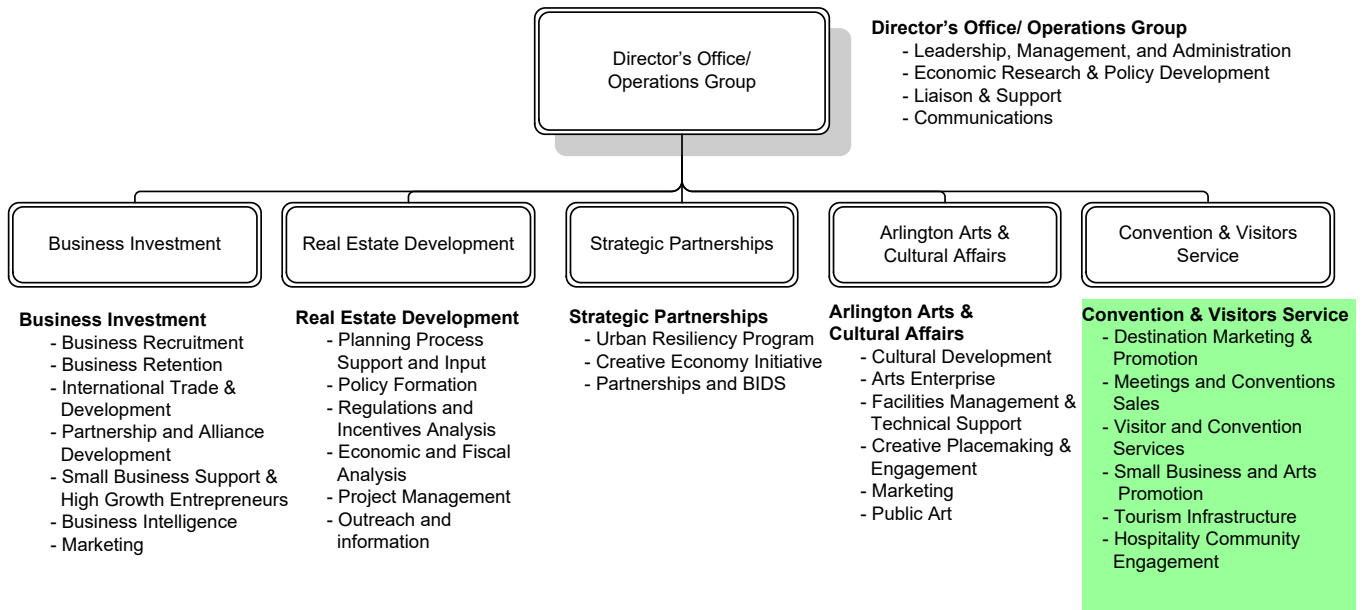 Director's Office/
Operations Group
Director's Office/ Operations Group
- Leadership, Management, and Administration
- Economic Research & Policy Development
- Liaison & Support
- Communications
Business Investment
Real Estate Development
Strategic Partnerships
Arlington Arts &
Cultural Affairs
Convention & Visitors
Service
Business Investment
- Business Recruitment
- Business Retention
- International Trade &
Development
- Partnership and Alliance
Development
- Small Business Support &
High Growth Entrepreneurs
- Business Intelligence
- Marketing
Real Estate Development
- Planning Process
Support and Input
- Policy Formation
- Regulations and
Incentives Analysis
- Economic and Fiscal
Analysis
- Project Management
- Outreach and
information
Strategic Partnerships
- Urban Resiliency Program
- Creative Economy Initiative
- Partnerships and BIDS
Arlington Arts &
Cultural Affairs
- Cultural Development
- Arts Enterprise
- Facilities Management &
Technical Support
- Creative Placemaking &
Engagement
- Marketing
- Public Art
Convention & Visitors Service
- Destination Marketing &
Promotion
- Meetings and Conventions
Sales
- Visitor and Convention
Services
- Small Business and Arts
Promotion
- Tourism Infrastructure
- Hospitality Community
Engagement